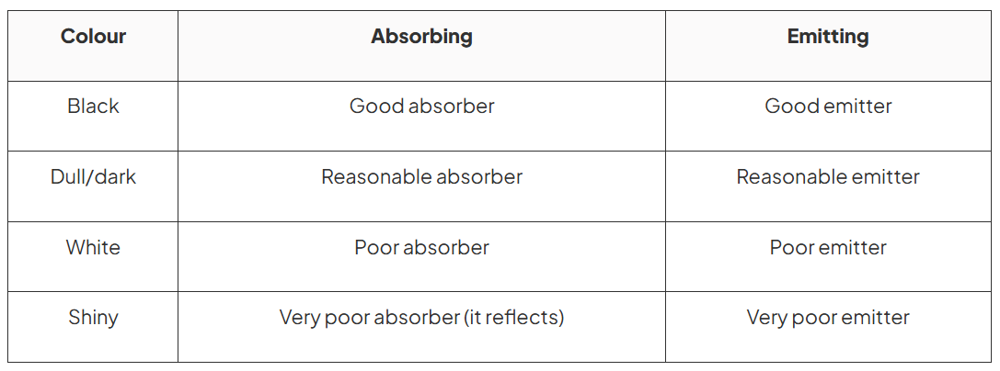 Colour Absorbing Emitting
Black Good absorber Good emitter
Dull/dark Reasonable absorber Reasonable emitter
White Poor absorber Poor emitter
Shiny Very poor absorber (it reflects) Very poor emitter